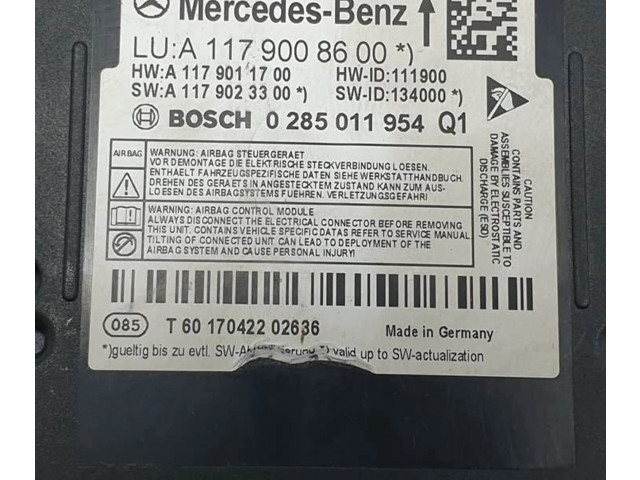 Mercedes-Benz
LU:A 117 900 86 00 *)
HW:A 117 901 17 00 HW-ID:111900
SW:A 117 902 33 00 *) SW-ID:134000 *)
BOSCH 0 285 011 954 Q1
AIRBAG
WARNUNG: AIRBAG STEUERGERAET
VOR DEMONTAGE DIE ELEKTRISCHE STECKVERBINDUNG LOESEN.
ENTHAELT FAHRZEUGSPEZIFISCHE DATEN SIEHE WERKSTATTHANDBUCH.
DREHEN DES GERAETS IN ANGESTECKTEM ZUSTAND KANN ZUM AUS-
LOESEN DES AIRBAGSYSTEMS FUEHREN. VERLETZUNGSGEFAHR!
WARNING: AIRBAG CONTROL MODULE
ALWAYS DISCONNECT THE ELECTRICAL CONNECTOR BEFORE REMOVING
THIS UNIT. CONTAINS VEHICLE SPECIFIC DATAS REFER TO SERVICE MANUAL
TILTING OF CONNECTED UNIT CAN LEAD TO DEPLOYMENT OF THE
AIRBAG SYSTEM AND CAUSE PERSONAL INJURY!
CAUTION
CONTAINS PARTS AND
ASSEMBLIES SUSCEPTIBLE TO
DAMAGE BY ELECTROSTATIC
DISCHARGE (ESD)
085 T 60 170422 02636 Made in Germany
*)gueltig bis zu evtl. *) valid up to SW-actualization